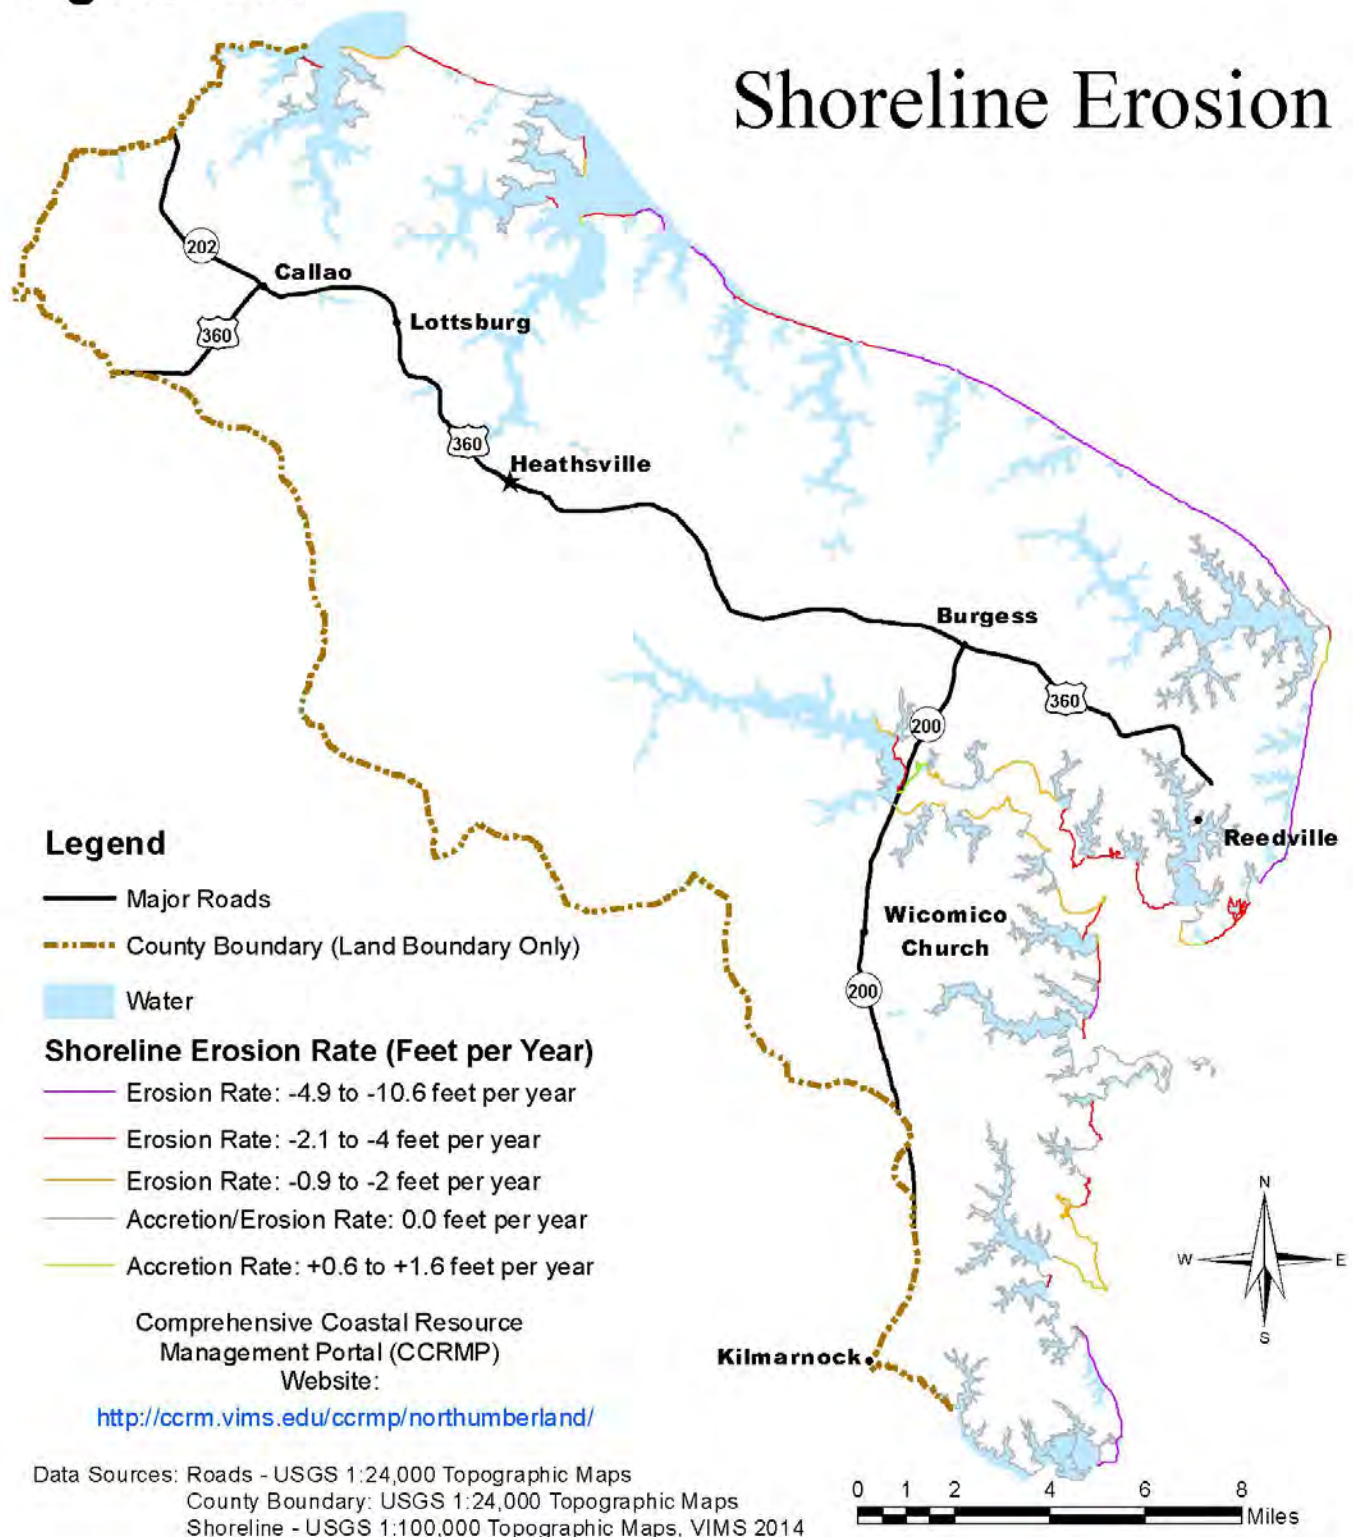 Shoreline Erosion
202
Callao
360
Lottsburg
360
Heathsville
Burgess
360
200
Reedville
Wicomico
Church
200
Kilmarnock
Legend
Major Roads
County Boundary (Land Boundary Only)
Water
Shoreline Erosion Rate (Feet per Year)
Erosion Rate: -4.9 to -10.6 feet per year
Erosion Rate: -2.1 to -4 feet per year
Erosion Rate: -0.9 to -2 feet per year
Accretion/Erosion Rate: 0.0 feet per year
Accretion Rate: +0.6 to +1.6 feet per year
Comprehensive Coastal Resource
Management Portal (CCRMP)
Website:
http://ccrm.vims.edu/ccrmp/northumberland/
N
W E
S
Data Sources: Roads - USGS 1:24,000 Topographic Maps
County Boundary: USGS 1:24,000 Topographic Maps
Shoreline - USGS 1:100,000 Topographic Maps, VIMS 2014
0 1 2 4 6 8
Miles